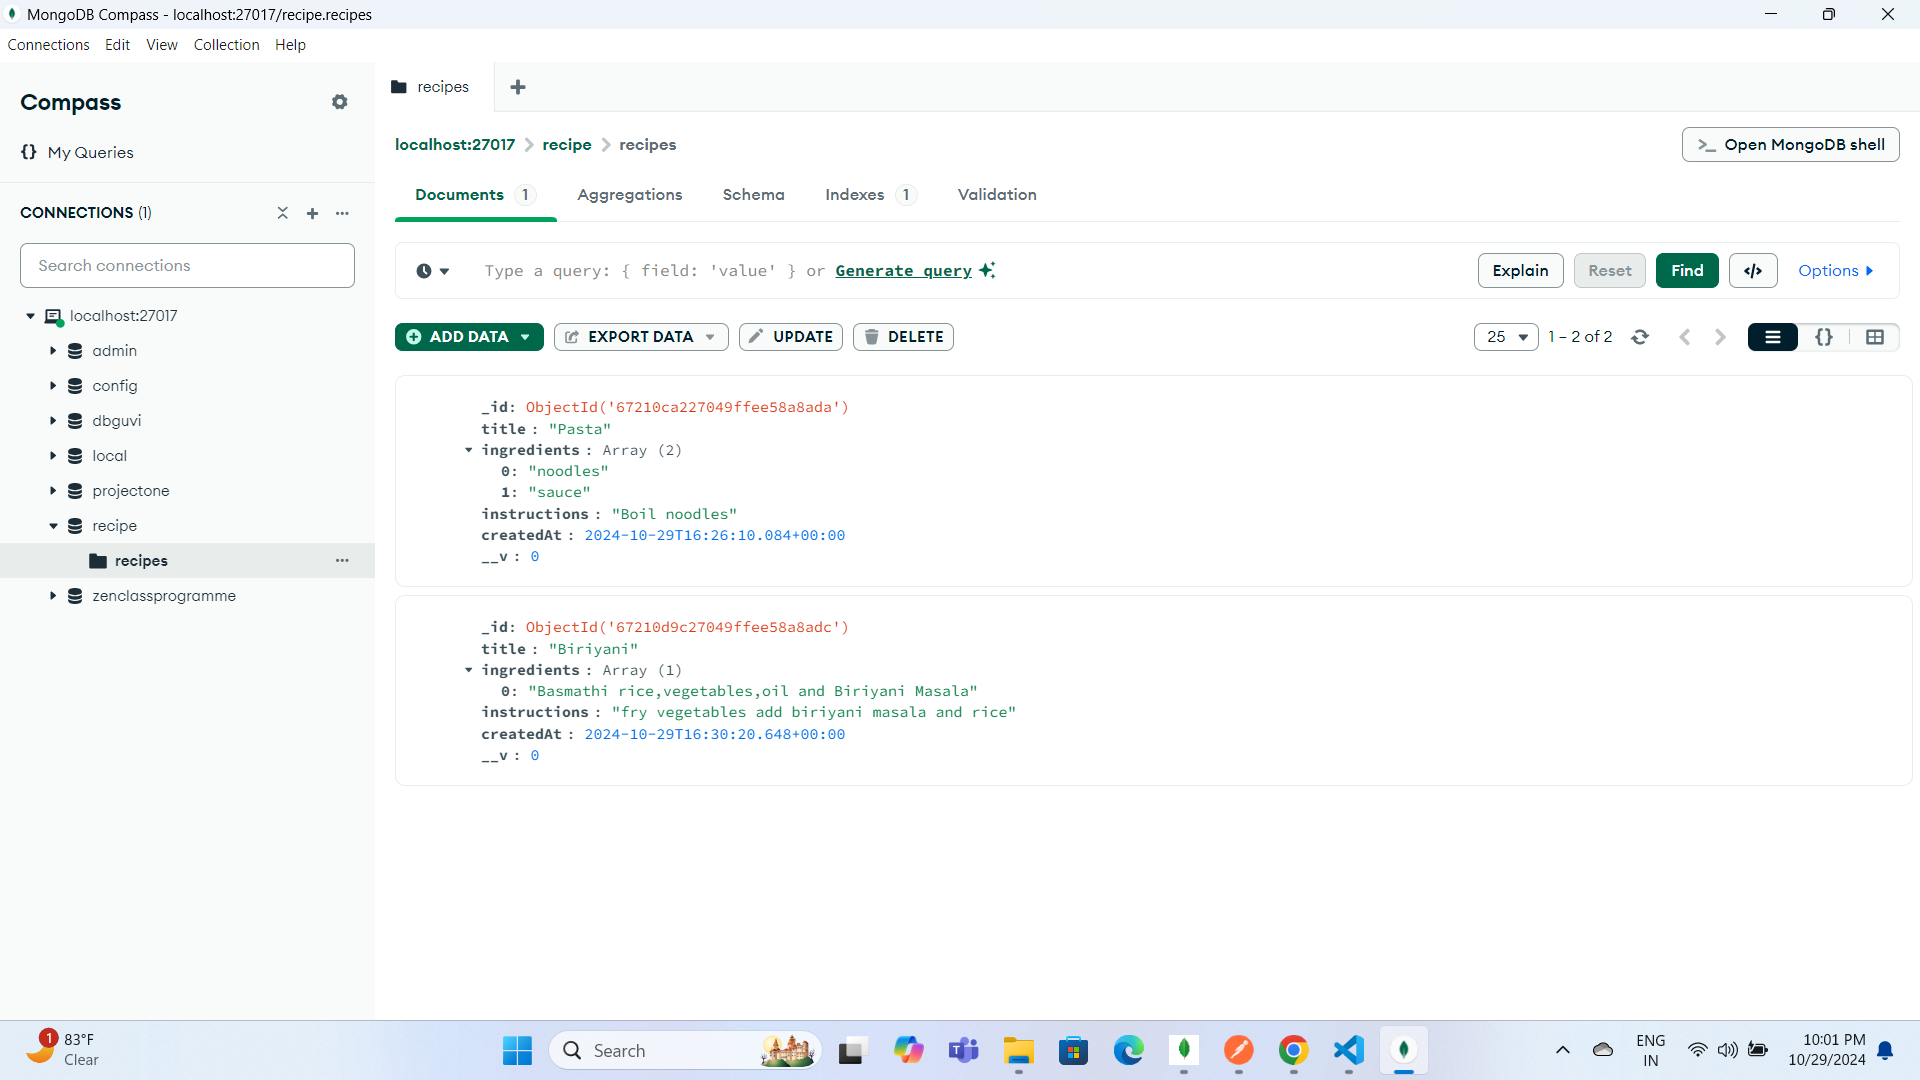 MongoDB Compass - localhost:27017/recipe.recipes
Connections Edit View Collection Help
Compass
{} My Queries
CONNECTIONS (1)
Search connections
localhost:27017
admin
config
dbguvi
local
projectone
recipe
recipes
zenclassprogramme
recipes
localhost:27017 > recipe > recipes
>_ Open MongoDB shell
Documents 1 Aggregations Schema Indexes 1 Validation
Type a query: { field: 'value' } or Generate query
Explain Reset Find </> Options
ADD DATA EXPORT DATA UPDATE DELETE
25 1 – 2 of 2 {}
_id: ObjectId('67210ca227049ffee58a8ada')
title : "Pasta"
ingredients : Array (2)
0: "noodles"
1: "sauce"
instructions : "Boil noodles"
createdAt : 2024-10-29T16:26:10.084+00:00
__v : 0
_id: ObjectId('67210d9c27049ffee58a8adc')
title : "Biriyani"
ingredients : Array (1)
0: "Basmathi rice,vegetables,oil and Biriyani Masala"
instructions : "fry vegetables add biriyani masala and rice"
createdAt : 2024-10-29T16:30:20.648+00:00
__v : 0
1 83°F
Clear
Search
ENG
IN
10:01 PM
10/29/2024